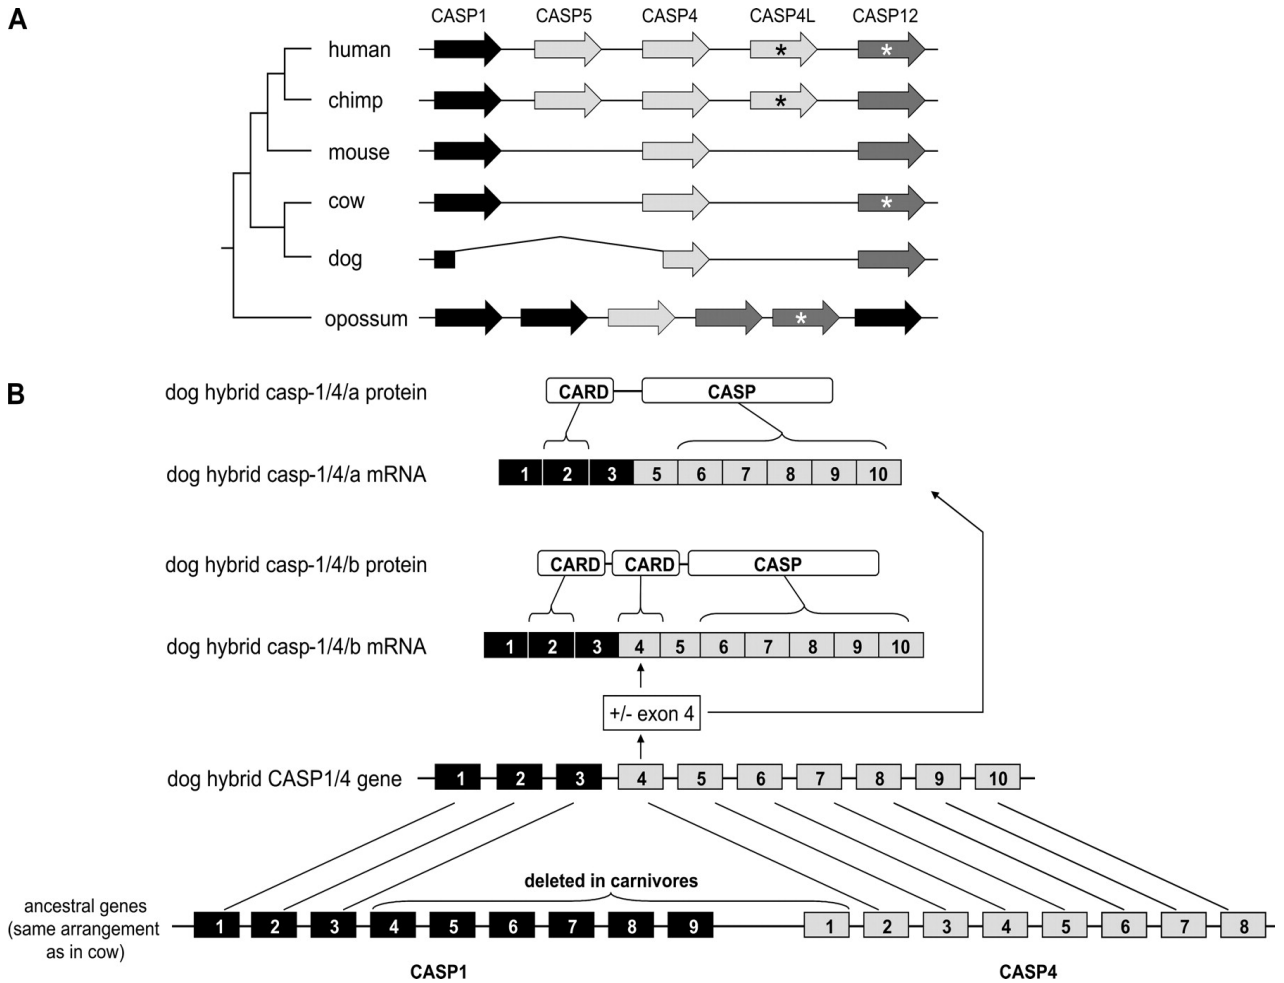 A
CASP1 CASP5 CASP4 CASP4L CASP12
human * *
chimp *
mouse
cow *
dog
opossum *
B
dog hybrid casp-1/4/a protein CARD CASP
dog hybrid casp-1/4/a mRNA 1 2 3 5 6 7 8 9 10
dog hybrid casp-1/4/b protein CARD CARD CASP
dog hybrid casp-1/4/b mRNA 1 2 3 4 5 6 7 8 9 10
+/- exon 4
dog hybrid CASP1/4 gene 1 2 3 4 5 6 7 8 9 10
deleted in carnivores
ancestral genes
(same arrangement 1 2 3 4 5 6 7 8 9 1 2 3 4 5 6 7 8
as in cow)
CASP1 CASP4